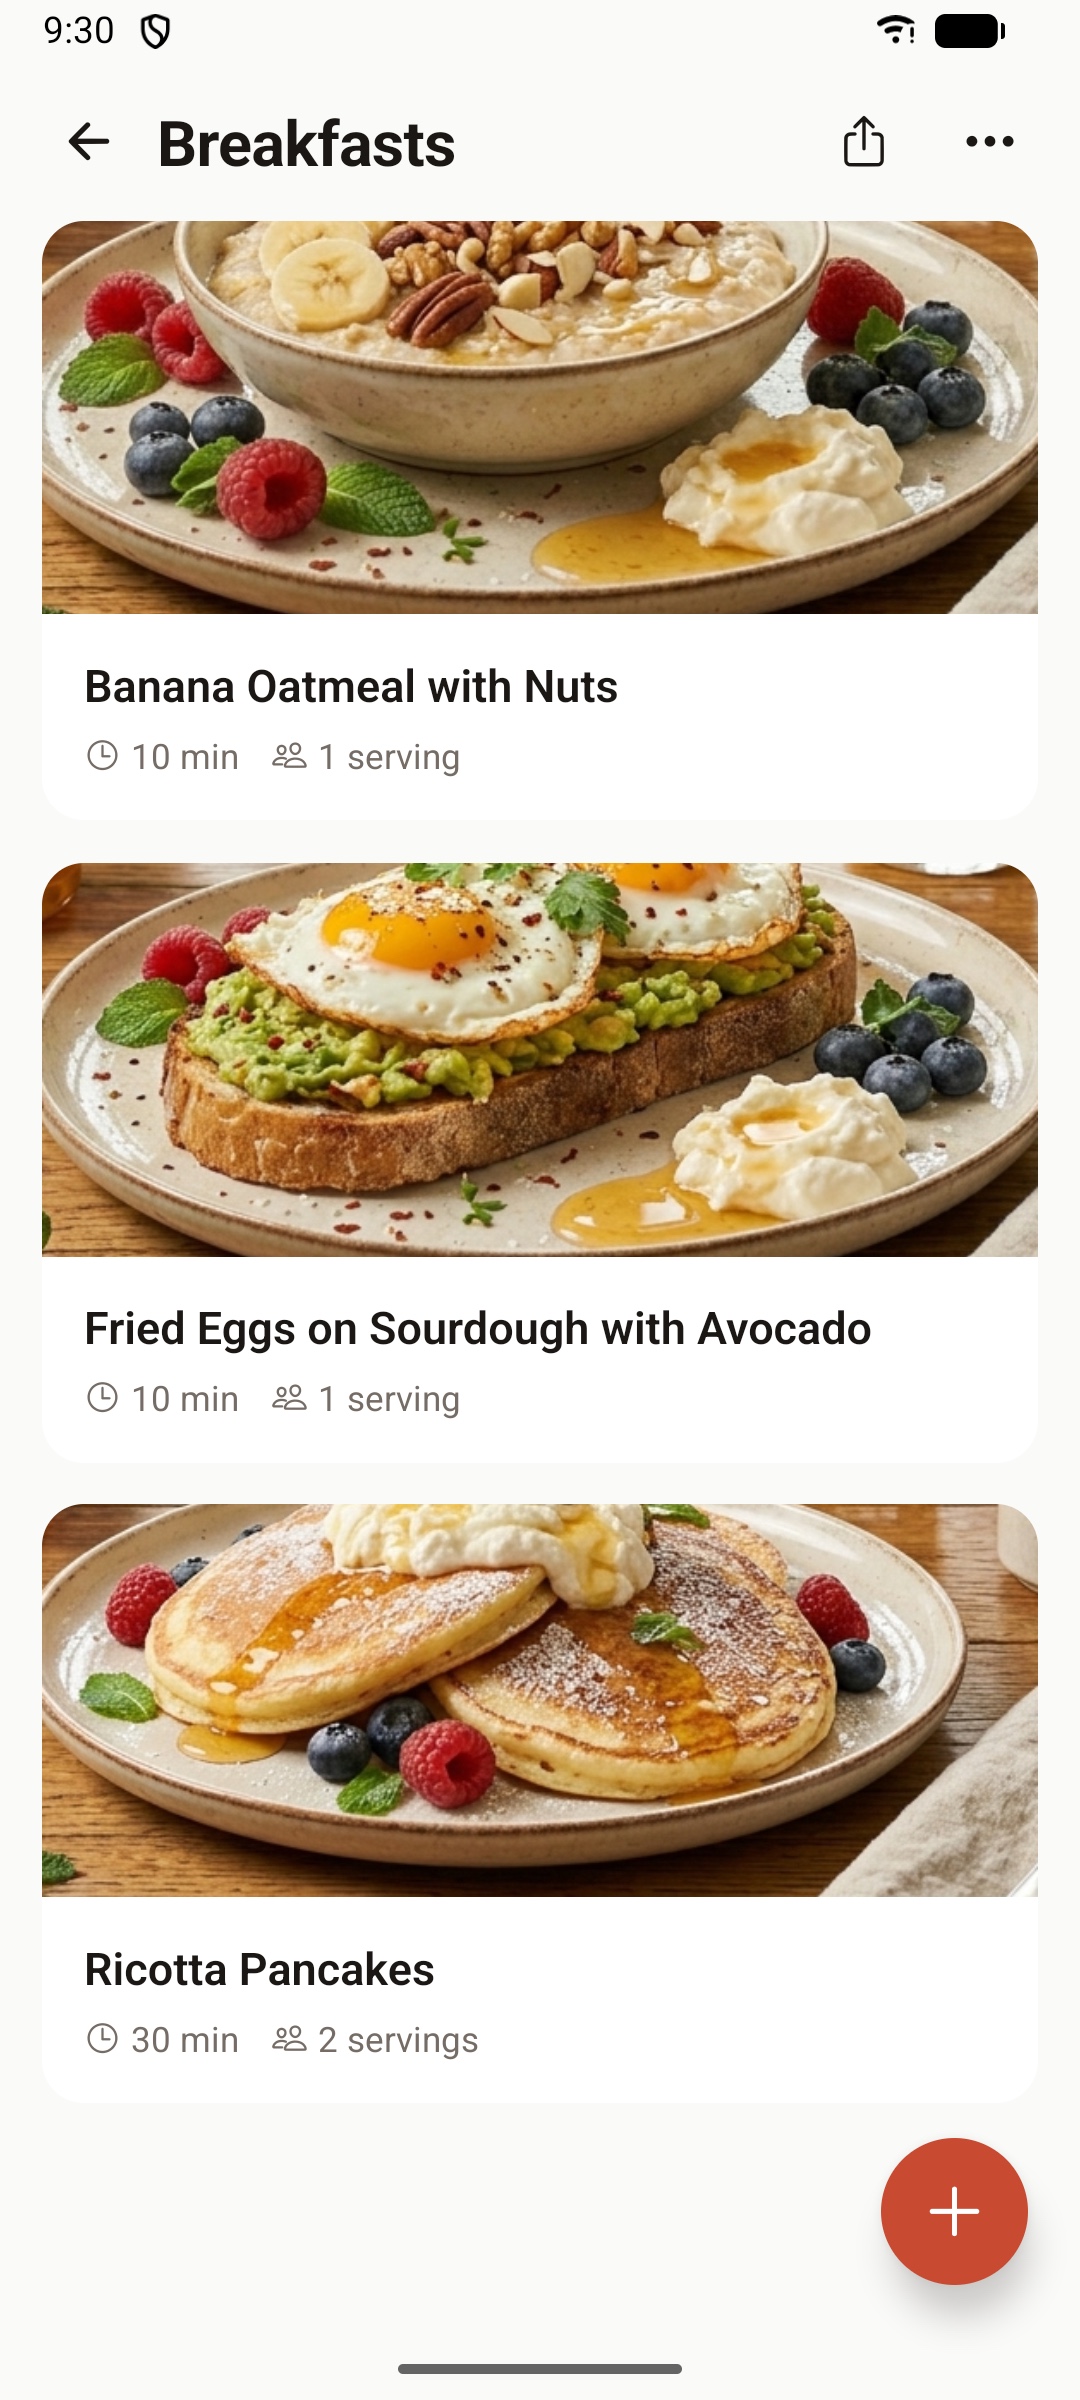 9:30
Breakfasts
Banana Oatmeal with Nuts
10 min 1 serving
Fried Eggs on Sourdough with Avocado
10 min 1 serving
Ricotta Pancakes
30 min 2 servings